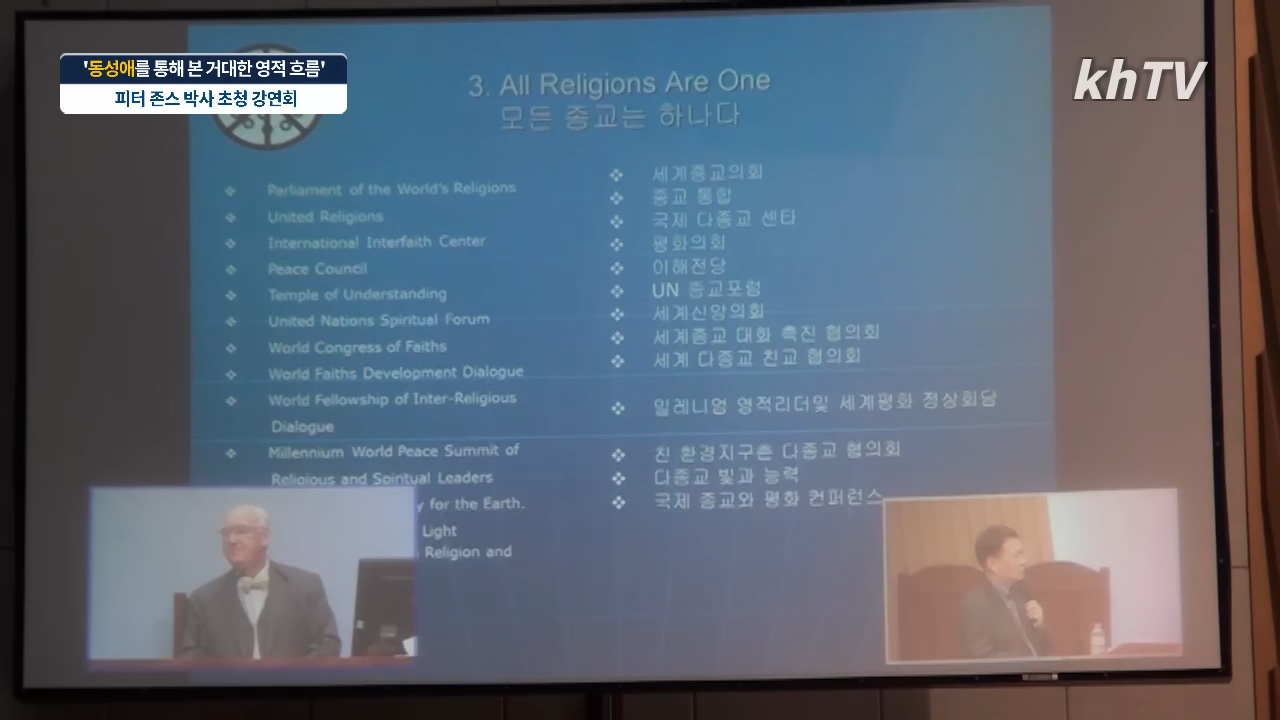 '동성애를 통해 본 거대한 영적 흐름'
피터 존스 박사 초청 강연회
khTV
3. All Religions Are One
모든 종교는 하나다
Parliament of the World's Religions
United Religions
International Interfaith Center
Peace Council
Temple of Understanding
United Nations Spiritual Forum
World Congress of Faiths
World Faiths Development Dialogue
World Fellowship of Inter-Religious
Dialogue
Millennium World Peace Summit of
Religious and Spiritual Leaders
for the Earth.
Light
Religion and
세계종교의회
종교 통합
국제 다종교 센타
평화의회
이해전당
UN 종교포럼
세계신앙의회
세계종교 대화 촉진 협의회
세계 다종교 친교 협의회
밀레니엄 영적리더및 세계평화 정상회담
친 환경지구촌 다종교 협의회
다종교 빛과 능력
국제 종교와 평화 컨퍼런스